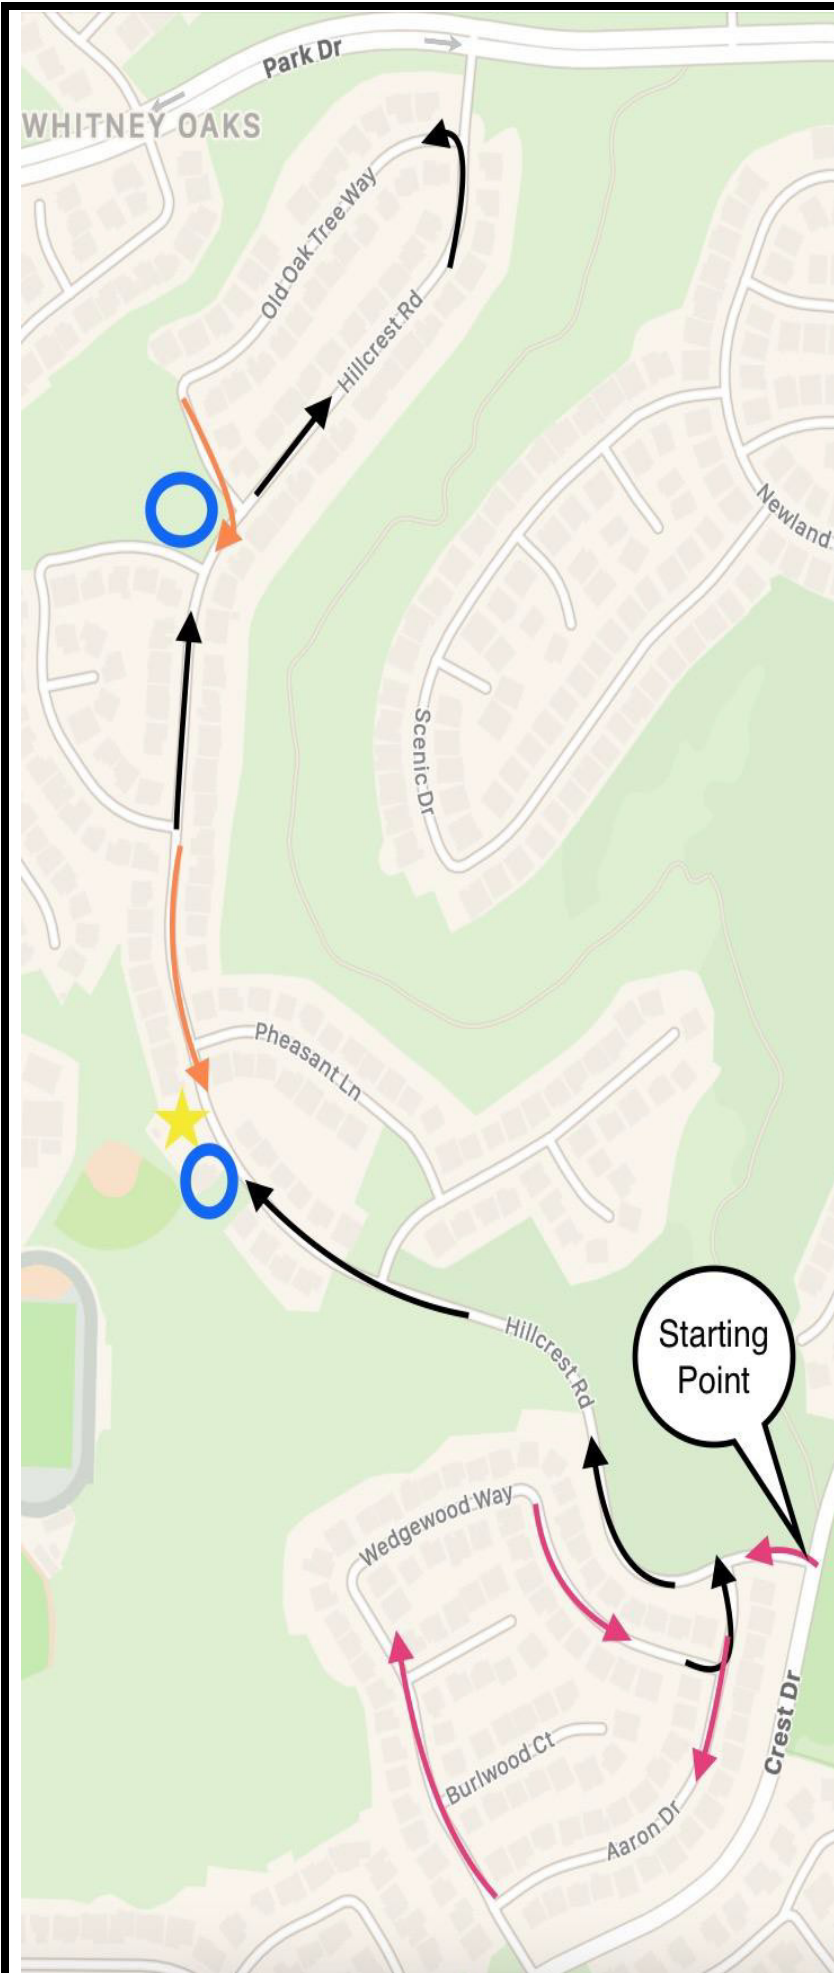 Park Dr
WHITNEY OAKS
Old Oak Tree Way
Hillcrest Rd
Newland
Scenic Dr
Pheasant Ln
Hillcrest Rd
Starting
Point
Wedgewood Way
Burlwood Ct
Crest Dr
Aaron Dr